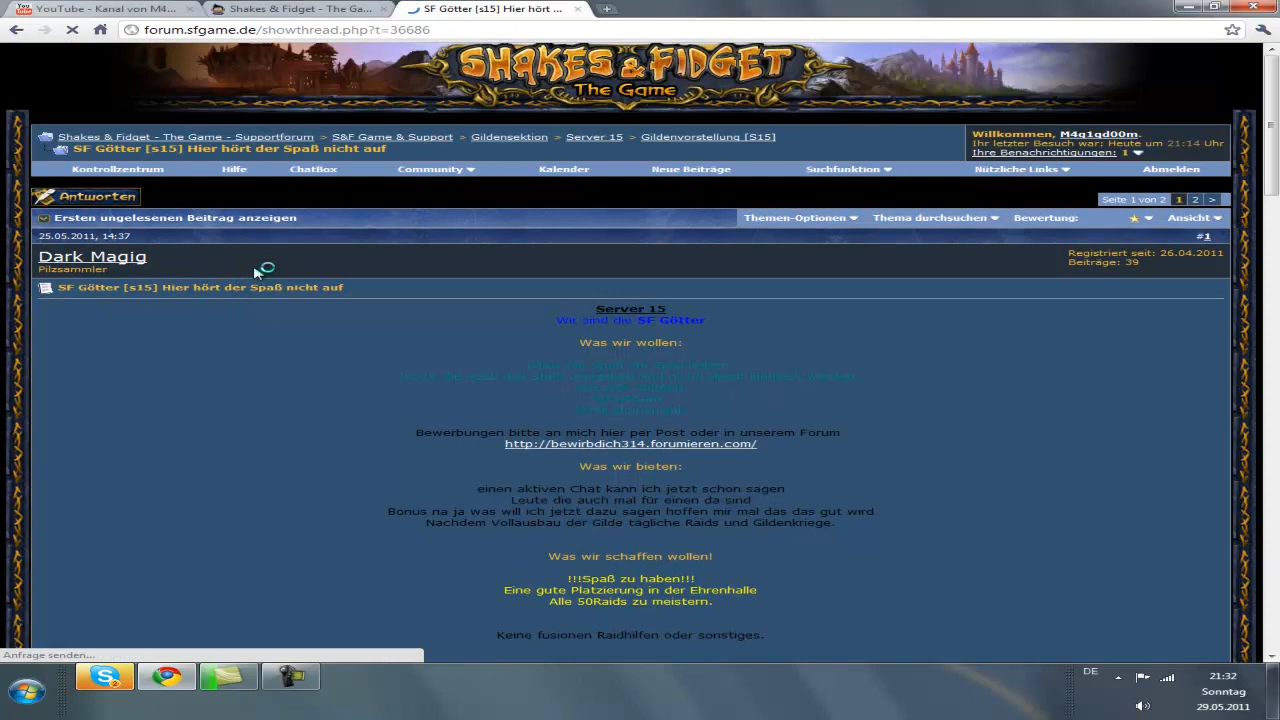 YouTube - Kanal von M4...
Shakes & Fidget - The Ga...
SF Götter [s15] Hier hört ...
forum.sfgame.de/showthread.php?t=36686
SHAKES & FIDGET
The Game
Shakes & Fidget - The Game - Supportforum > S&F Game & Support > Gildensektion > Server 15 > Gildenvorstellung [S15]
SF Götter [s15] Hier hört der Spaß nicht auf
Willkommen, M4g1qd00m.
Ihr letzter Besuch war: Heute um 21:14 Uhr
Ihre Benachrichtigungen: 1
Kontrollzentrum Hilfe ChatBox Community Kalender Neue Beiträge Suchfunktion Nützliche Links Abmelden
Antworten
Seite 1 von 2 1 2 >
Ersten ungelesenen Beitrag anzeigen Themen-Optionen Thema durchsuchen Bewertung: Ansicht
25.05.2011, 14:37 #1
Dark Magig
Pilzsammler
Registriert seit: 26.04.2011
Beiträge: 39
SF Götter [s15] Hier hört der Spaß nicht auf
Server 15
Wir sind die SF Götter
Was wir wollen:
Bewerbungen bitte an mich hier per Post oder in unserem Forum
http://bewirbdich314.forumieren.com/
Was wir bieten:
einen aktiven Chat kann ich jetzt schon sagen
Leute die auch mal für einen da sind
Bonus na ja was will ich jetzt dazu sagen hoffen mir mal das das gut wird
Nachdem Vollausbau der Gilde tägliche Raids und Gildenkriege.
Was wir schaffen wollen!
!!!Spaß zu haben!!!
Eine gute Platzierung in der Ehrenhalle
Alle 50Raids zu meistern.
Keine fusionen Raidhilfen oder sonstiges.
Anfrage senden...
DE
21:32
Sonntag
29.05.2011